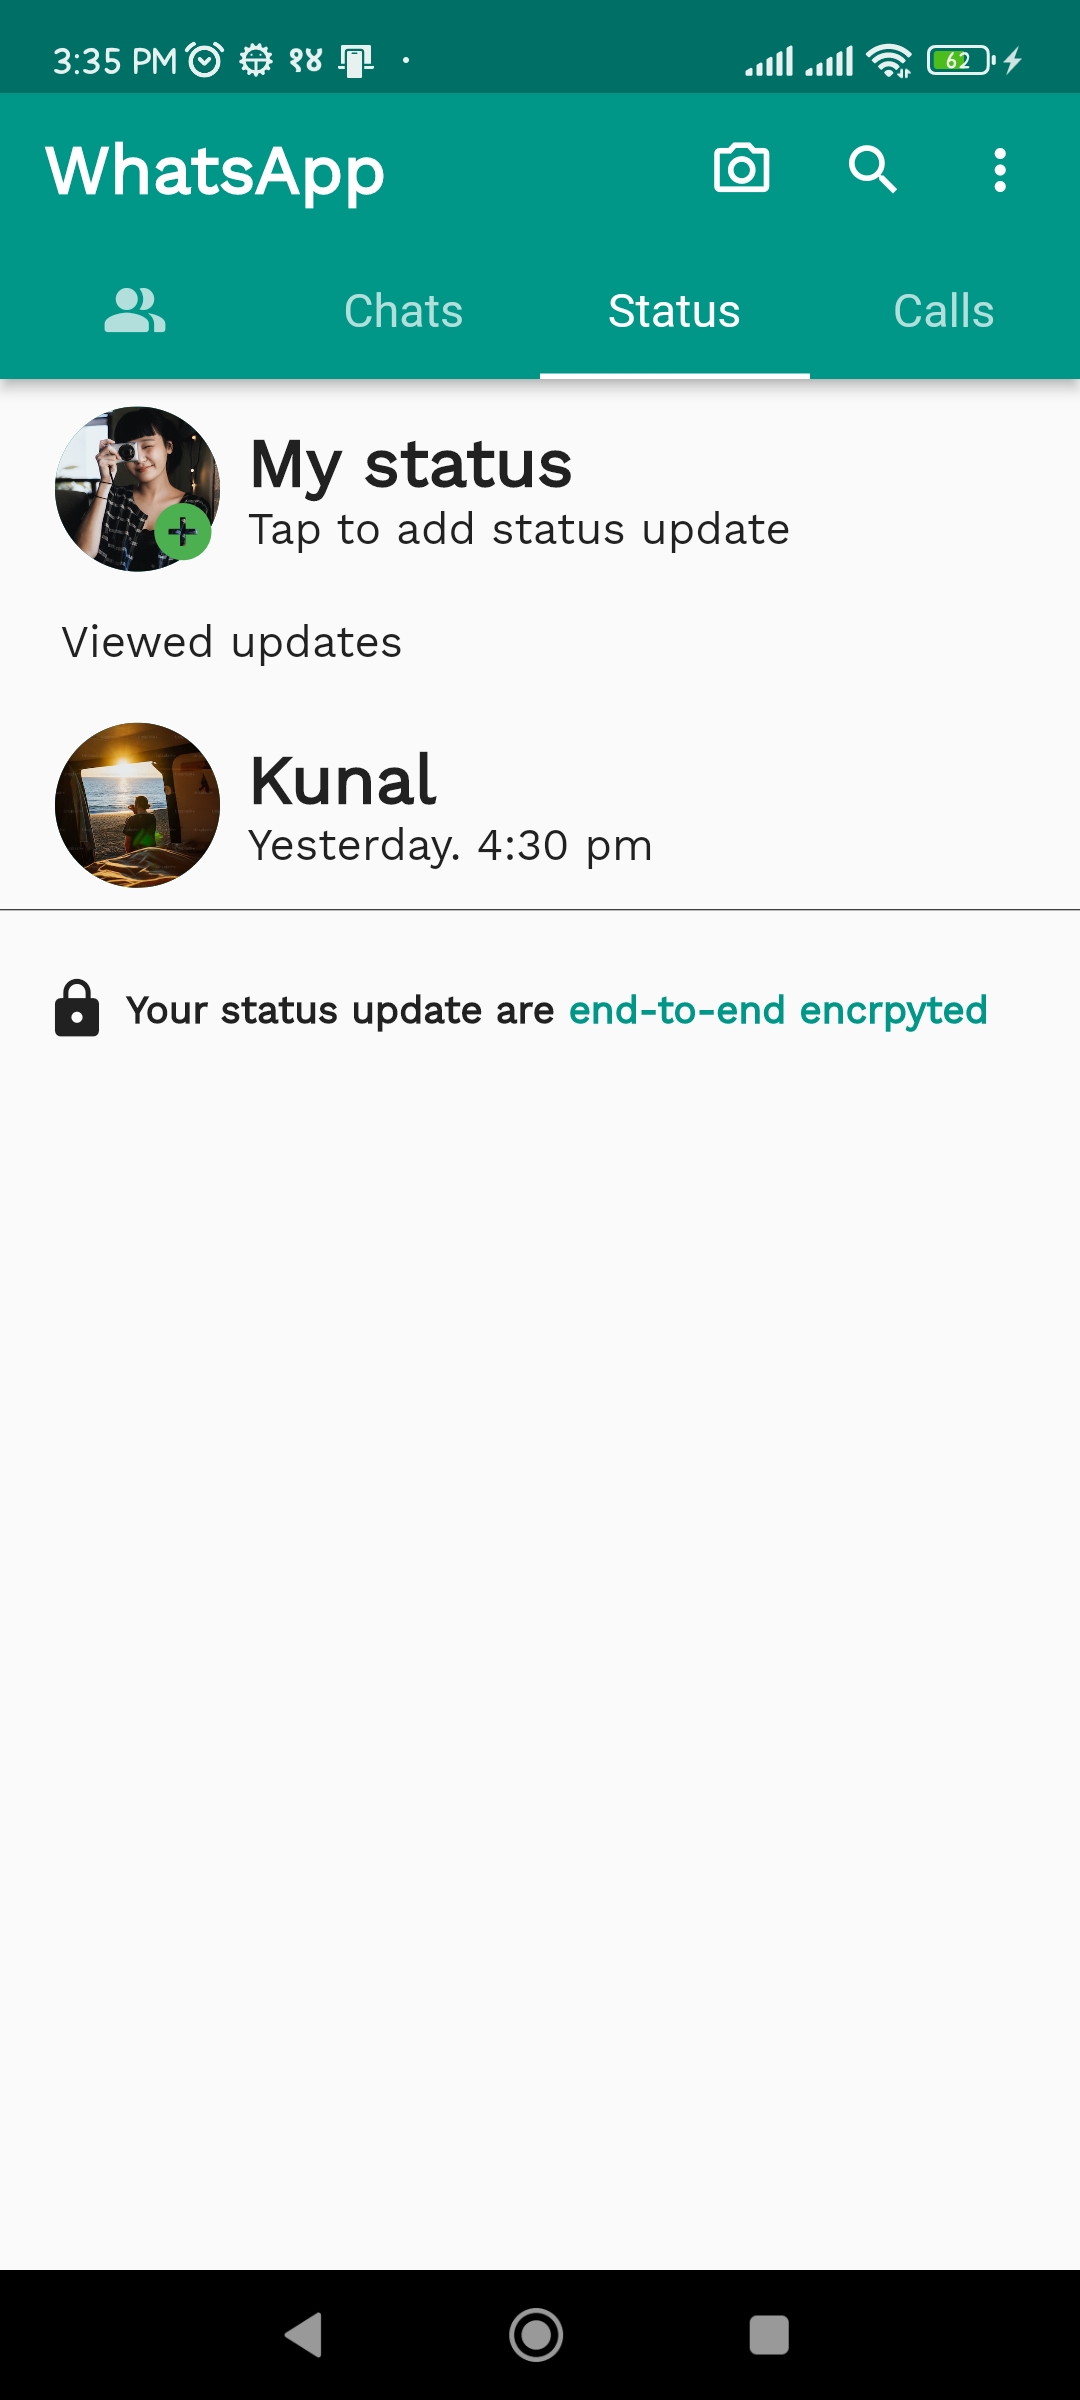 3:35 PM १४ 62
WhatsApp
Chats Status Calls
My status
Tap to add status update
Viewed updates
Kunal
Yesterday. 4:30 pm
Your status update are end-to-end encrpyted